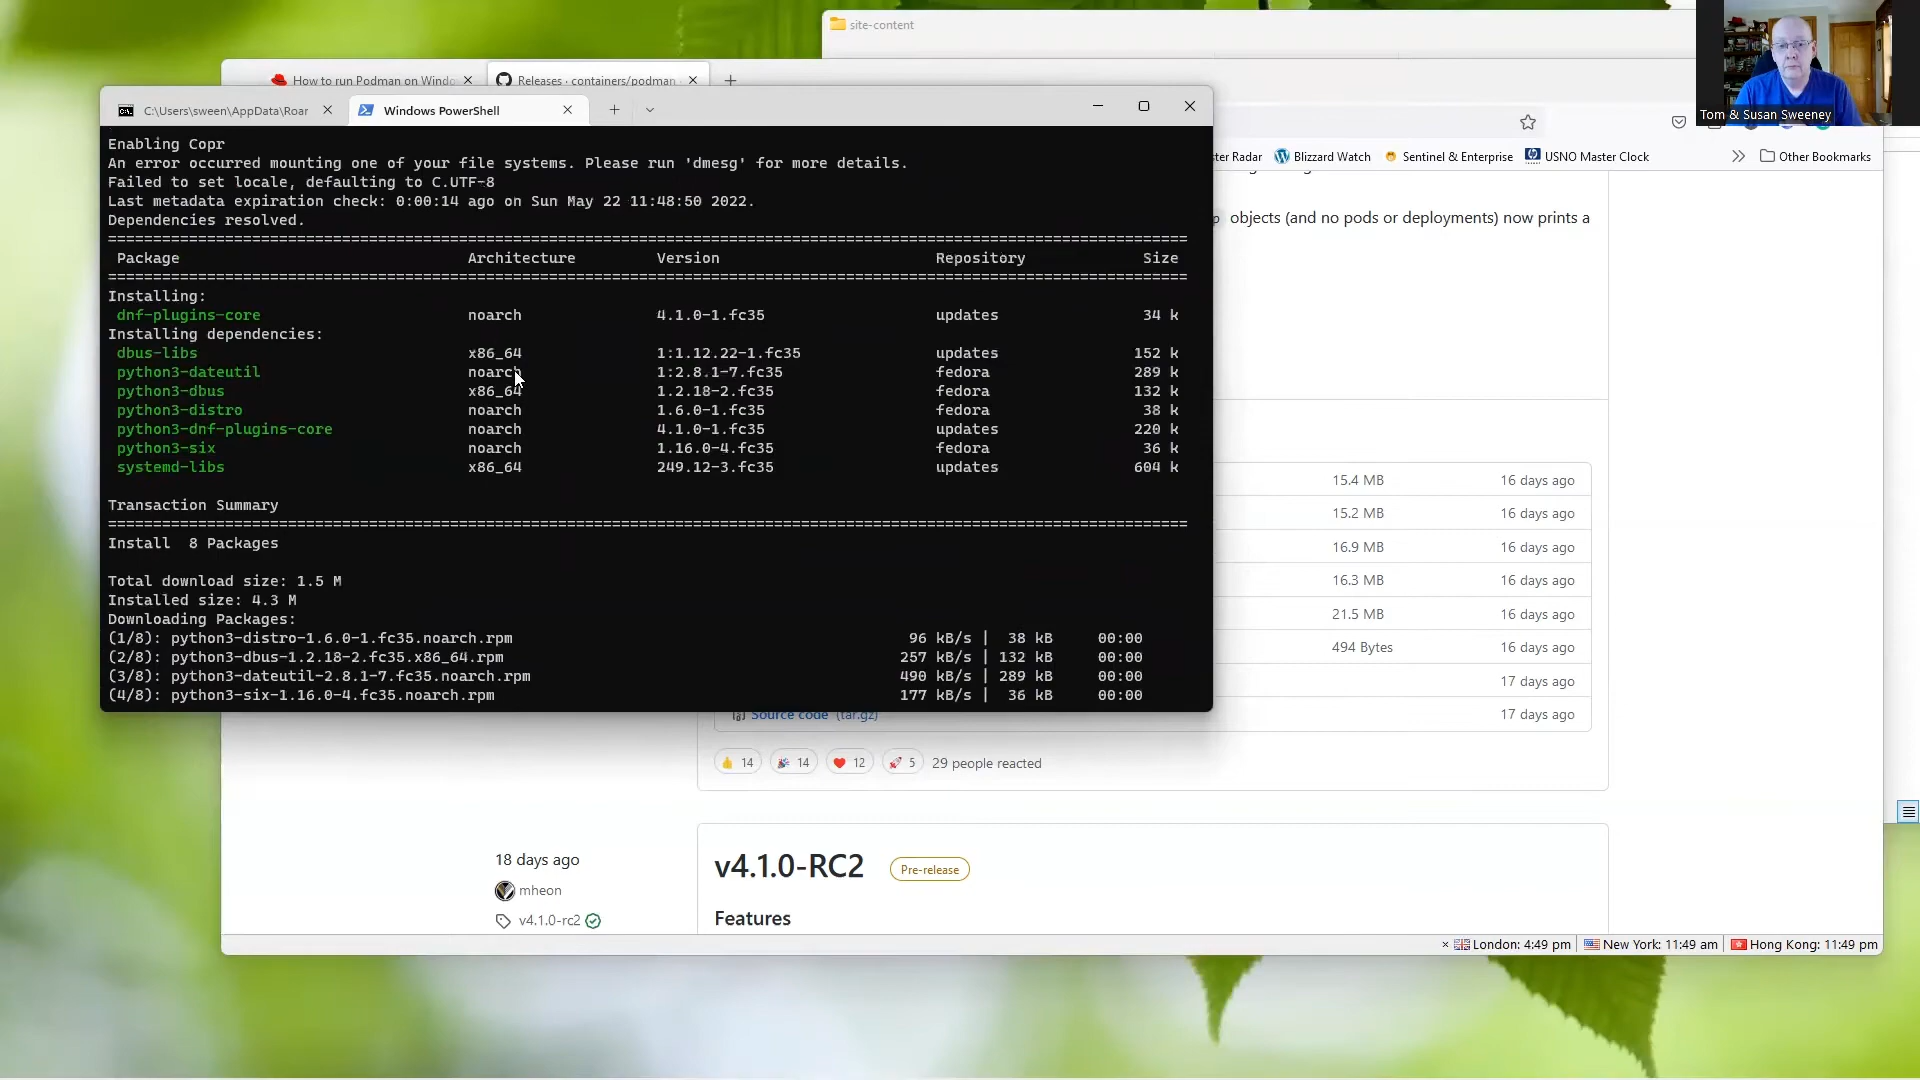 site-content
How to run Podman on Windo
Releases · containers/podman
C:\Users\sween\AppData\Roar
Windows PowerShell
Tom & Susan Sweeney
ter Radar
Blizzard Watch
Sentinel & Enterprise
USNO Master Clock
Other Bookmarks
Enabling Copr
An error occurred mounting one of your file systems. Please run 'dmesg' for more details.
Failed to set locale, defaulting to C.UTF-8
Last metadata expiration check: 0:00:14 ago on Sun May 22 11:48:50 2022.
Dependencies resolved.
Package Architecture Version Repository Size
Installing:
dnf-plugins-core noarch 4.1.0-1.fc35 updates 34 k
Installing dependencies:
dbus-libs x86_64 1:1.12.22-1.fc35 updates 152 k
python3-dateutil noarch 1:2.8.1-7.fc35 fedora 289 k
python3-dbus x86_64 1.2.18-2.fc35 fedora 132 k
python3-distro noarch 1.6.0-1.fc35 fedora 38 k
python3-dnf-plugins-core noarch 4.1.0-1.fc35 updates 220 k
python3-six noarch 1.16.0-4.fc35 fedora 36 k
systemd-libs x86_64 249.12-3.fc35 updates 604 k
Transaction Summary
Install 8 Packages
Total download size: 1.5 M
Installed size: 4.3 M
Downloading Packages:
(1/8): python3-distro-1.6.0-1.fc35.noarch.rpm 96 kB/s | 38 kB 00:00
(2/8): python3-dbus-1.2.18-2.fc35.x86_64.rpm 257 kB/s | 132 kB 00:00
(3/8): python3-dateutil-2.8.1-7.fc35.noarch.rpm 490 kB/s | 289 kB 00:00
(4/8): python3-six-1.16.0-4.fc35.noarch.rpm 177 kB/s | 36 kB 00:00
p objects (and no pods or deployments) now prints a
15.4 MB 16 days ago
15.2 MB 16 days ago
16.9 MB 16 days ago
16.3 MB 16 days ago
21.5 MB 16 days ago
494 Bytes 16 days ago
17 days ago
Source code (tar.gz) 17 days ago
14 14 12 5 29 people reacted
18 days ago
mheon
v4.1.0-rc2
v4.1.0-RC2 Pre-release
Features
× London: 4:49 pm New York: 11:49 am Hong Kong: 11:49 pm